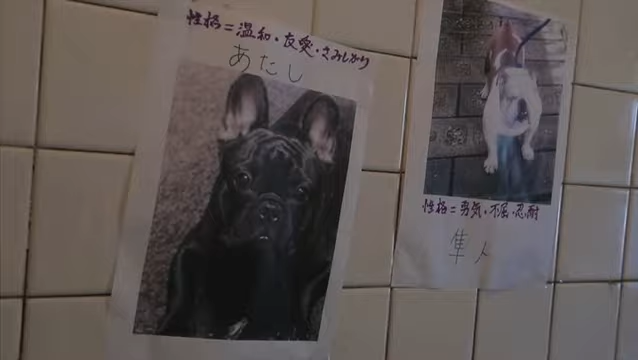 性格=温和・友愛・さみしがり
あたし
性格=勇気・不屈・忍耐
隼人